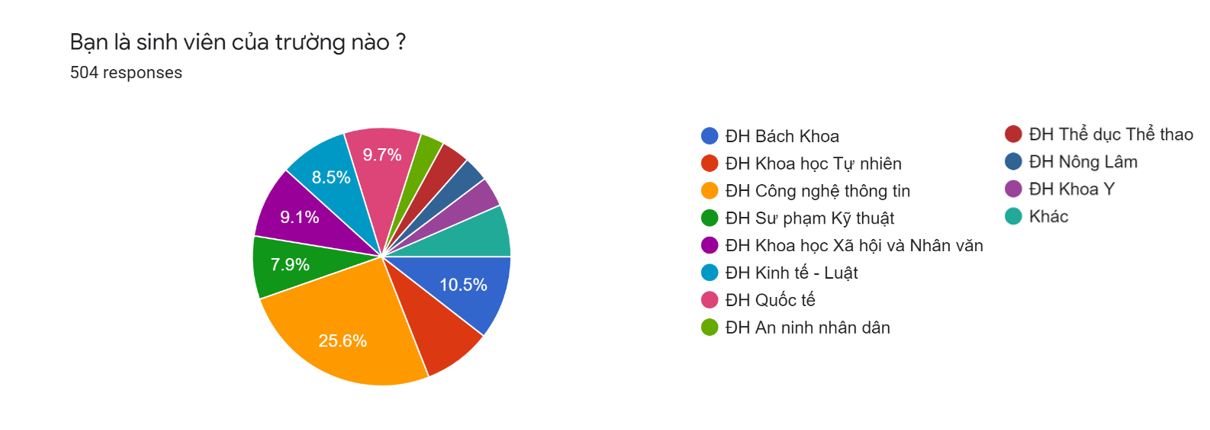 Bạn là sinh viên của trường nào ?
504 responses
9.7%
8.5%
9.1%
7.9%
10.5%
25.6%
ĐH Bách Khoa
ĐH Khoa học Tự nhiên
ĐH Công nghệ thông tin
ĐH Sư phạm Kỹ thuật
ĐH Khoa học Xã hội và Nhân văn
ĐH Kinh tế - Luật
ĐH Quốc tế
ĐH An ninh nhân dân
ĐH Thể dục Thể thao
ĐH Nông Lâm
ĐH Khoa Y
Khác